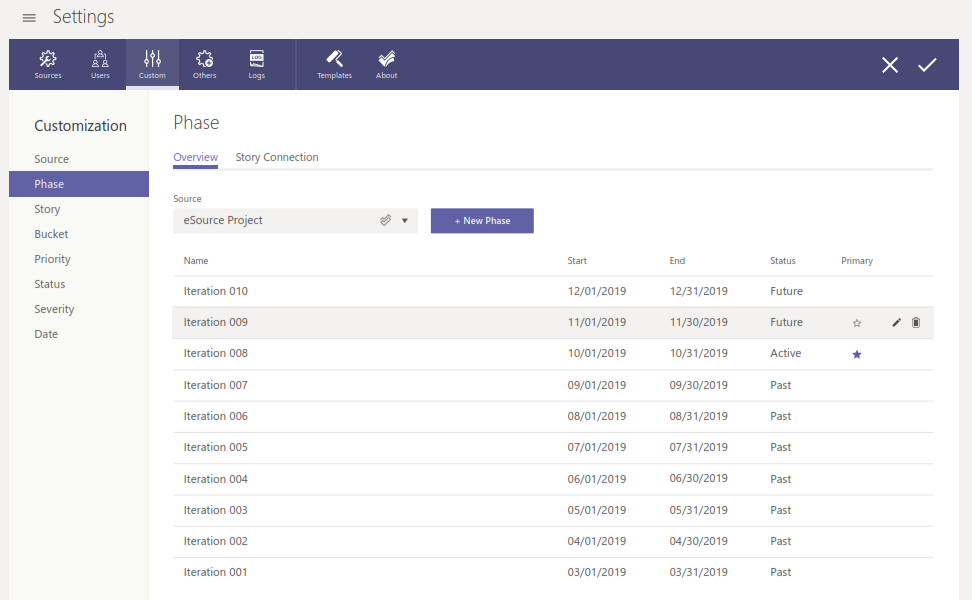 Settings
Sources Users Custom Others LOG Logs Templates About
Customization
Source
Phase
Story
Bucket
Priority
Status
Severity
Date
Phase
Overview Story Connection
Source
eSource Project + New Phase
Name Start End Status Primary
Iteration 010 12/01/2019 12/31/2019 Future
Iteration 009 11/01/2019 11/30/2019 Future
Iteration 008 10/01/2019 10/31/2019 Active
Iteration 007 09/01/2019 09/30/2019 Past
Iteration 006 08/01/2019 08/31/2019 Past
Iteration 005 07/01/2019 07/31/2019 Past
Iteration 004 06/01/2019 06/30/2019 Past
Iteration 003 05/01/2019 05/31/2019 Past
Iteration 002 04/01/2019 04/30/2019 Past
Iteration 001 03/01/2019 03/31/2019 Past